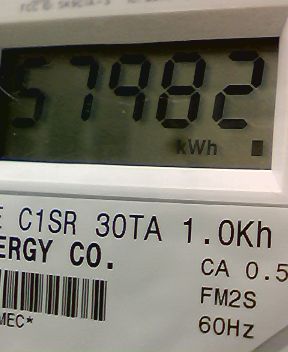 57982
kWh
E C1SR 30TA 1.0Kh
ERGY CO.
CA 0.5
FM2S
60Hz
MEC*